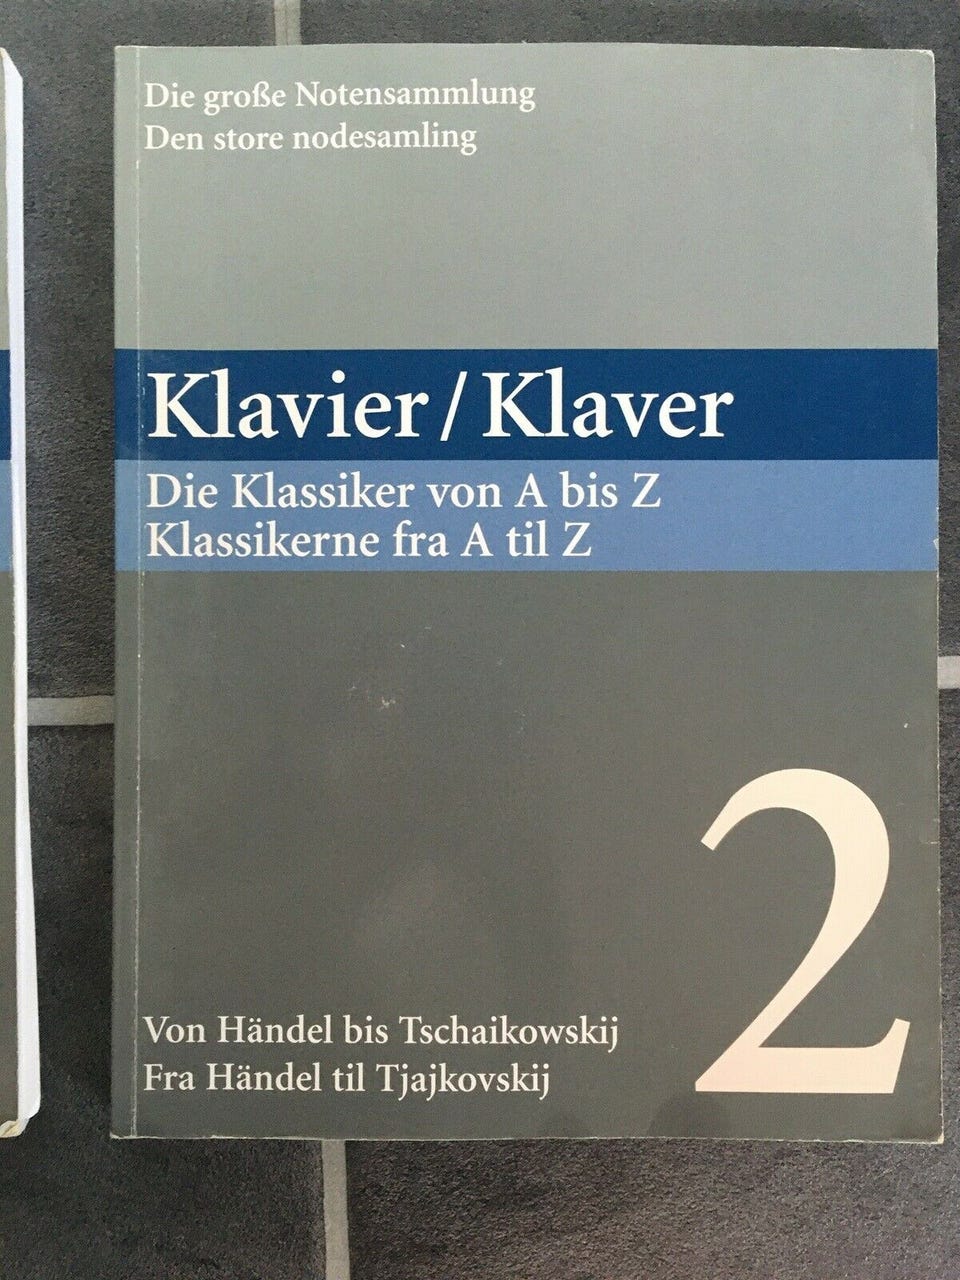 Die große Notensammlung
Den store nodesamling
Klavier / Klaver
Die Klassiker von A bis Z
Klassikerne fra A til Z
2
Von Händel bis Tschaikowskij
Fra Händel til Tjajkovskij